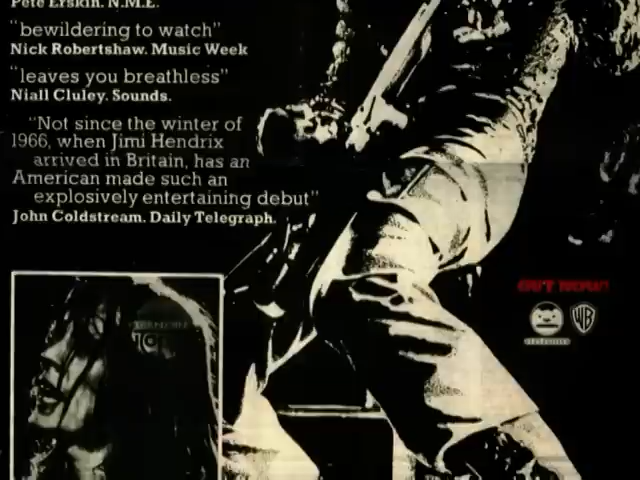 Pete Erskin. N.M.E.
"bewildering to watch"
Nick Robertshaw. Music Week
"leaves you breathless"
Niall Cluley. Sounds.
"Not since the winter of
1966, when Jimi Hendrix
arrived in Britain, has an
American made such an
explosively entertaining debut"
John Coldstream. Daily Telegraph.
OUT NOW!
WB